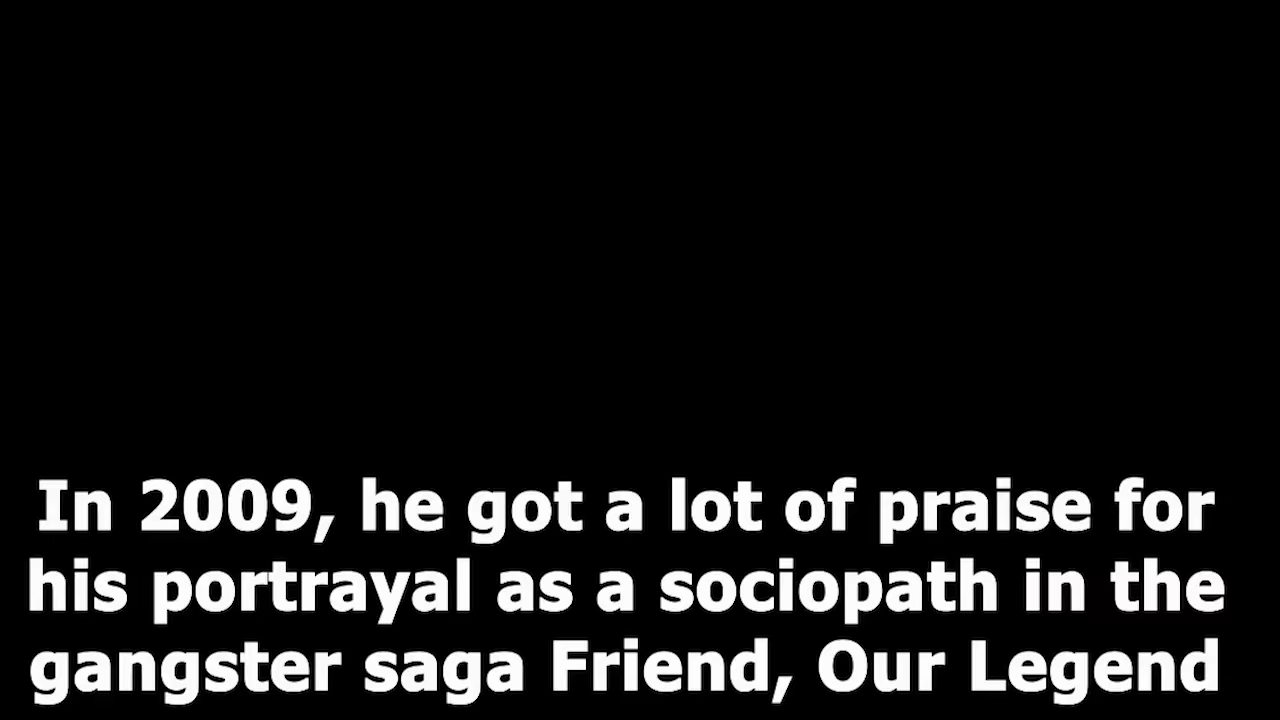 In 2009, he got a lot of praise for
his portrayal as a sociopath in the
gangster saga Friend, Our Legend